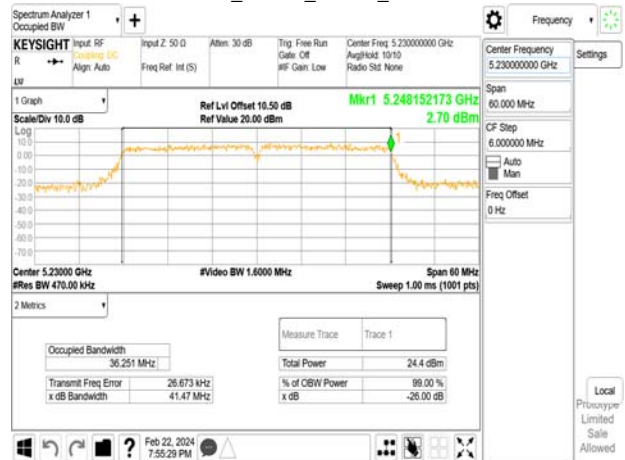 Spectrum Analyzer 1
Occupied BW
Frequency
KEYSIGHT Input: RF Input Z: 50 Ω Atten: 30 dB Trig: Free Run Center Freq: 5.230000000 GHz
R Coupling: DC Gate: Off Avg|Hold: 10/10
Align: Auto Freq Ref: Int (S) #IF Gain: Low Radio Std: None
Center Frequency
5.230000000 GHz
Settings
Span
60.000 MHz
CF Step
6.000000 MHz
Auto
Man
Freq Offset
0 Hz
1 Graph
Ref Lvl Offset 10.50 dB
Mkr1 5.248152173 GHz
Scale/Div 10.0 dB
Ref Value 20.00 dBm
2.70 dBm
Log
10.0
0.00
-10.0
-20.0
-30.0
-40.0
-50.0
-60.0
-70.0
1
Center 5.23000 GHz #Video BW 1.6000 MHz Span 60 MHz
#Res BW 470.00 kHz Sweep 1.00 ms (1001 pts)
2 Metrics
Measure Trace Trace 1
Occupied Bandwidth
36.251 MHz
Total Power 24.4 dBm
Transmit Freq Error 26.673 kHz % of OBW Power 99.00 %
x dB Bandwidth 41.47 MHz x dB -26.00 dB
Local
Prototype
Limited
Sale
Allowed
Feb 22, 2024
7:55:29 PM